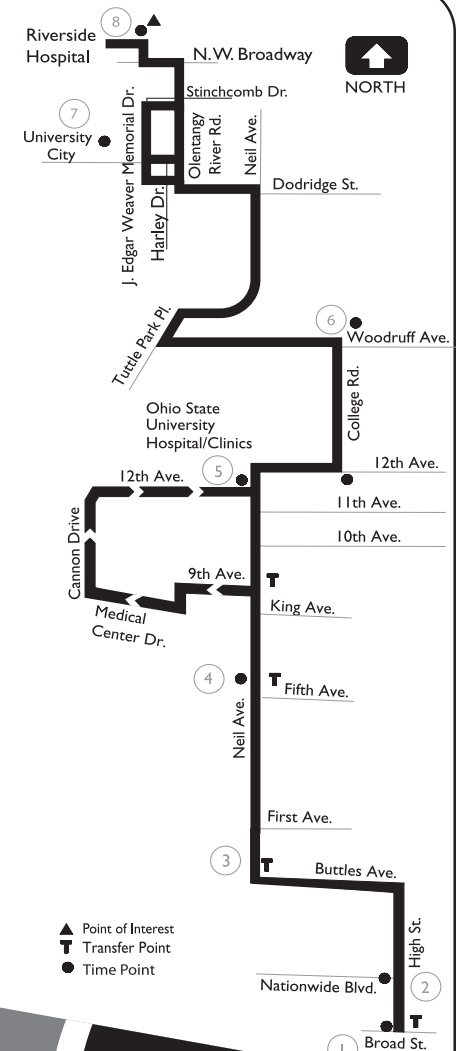 8
Riverside
Hospital
N.W. Broadway
NORTH
Stinchcomb Dr.
7
University
City
J. Edgar Weaver Memorial Dr.
Harley Dr.
Olentangy
River Rd.
Neil Ave.
Dodridge St.
Tuttle Park Pl.
6
Woodruff Ave.
College Rd.
Ohio State
University
Hospital/Clinics
5
12th Ave.
12th Ave.
11th Ave.
10th Ave.
Cannon Drive
9th Ave.
T
King Ave.
Medical
Center Dr.
4
T
Fifth Ave.
Neil Ave.
First Ave.
3
T
Buttles Ave.
High St.
Point of Interest
T Transfer Point
Time Point
Nationwide Blvd.
2
T
1
Broad St.